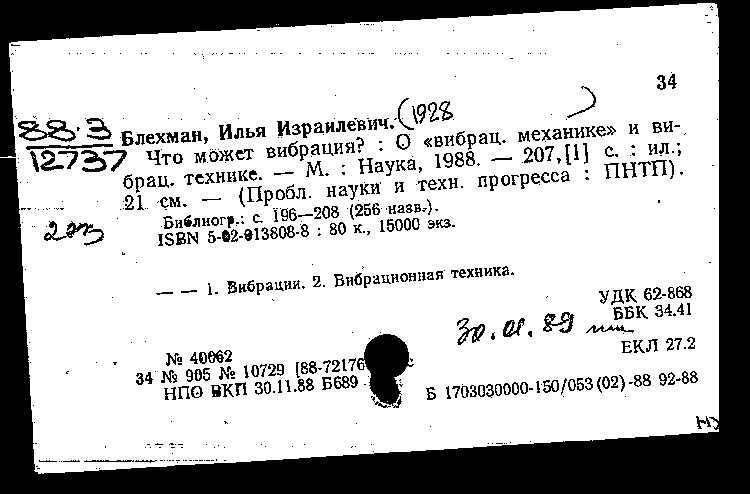 34
88.3
12737
Блехман, Илья Израилевич. (1928 )
Что может вибрация? : О «вибрац. механике» и ви-
брац. технике. — М. : Наука, 1988. — 207,[1] с. : ил.;
21 см. — (Пробл. науки и техн. прогресса : ПНТП).
Библиогр.: с. 196—208 (256 назв.).
ISBN 5-02-013808-8 : 80 к., 15000 экз.
— — 1. Вибрации. 2. Вибрационная техника.
УДК 62-868
ББК 34.41
30.01.89
ЕКЛ 27.2
№ 40062
34 № 905 № 10729 [88-72176
НПО ВКП 30.11.88 Б689
Б 1703030000-150/053(02)-88 92-88